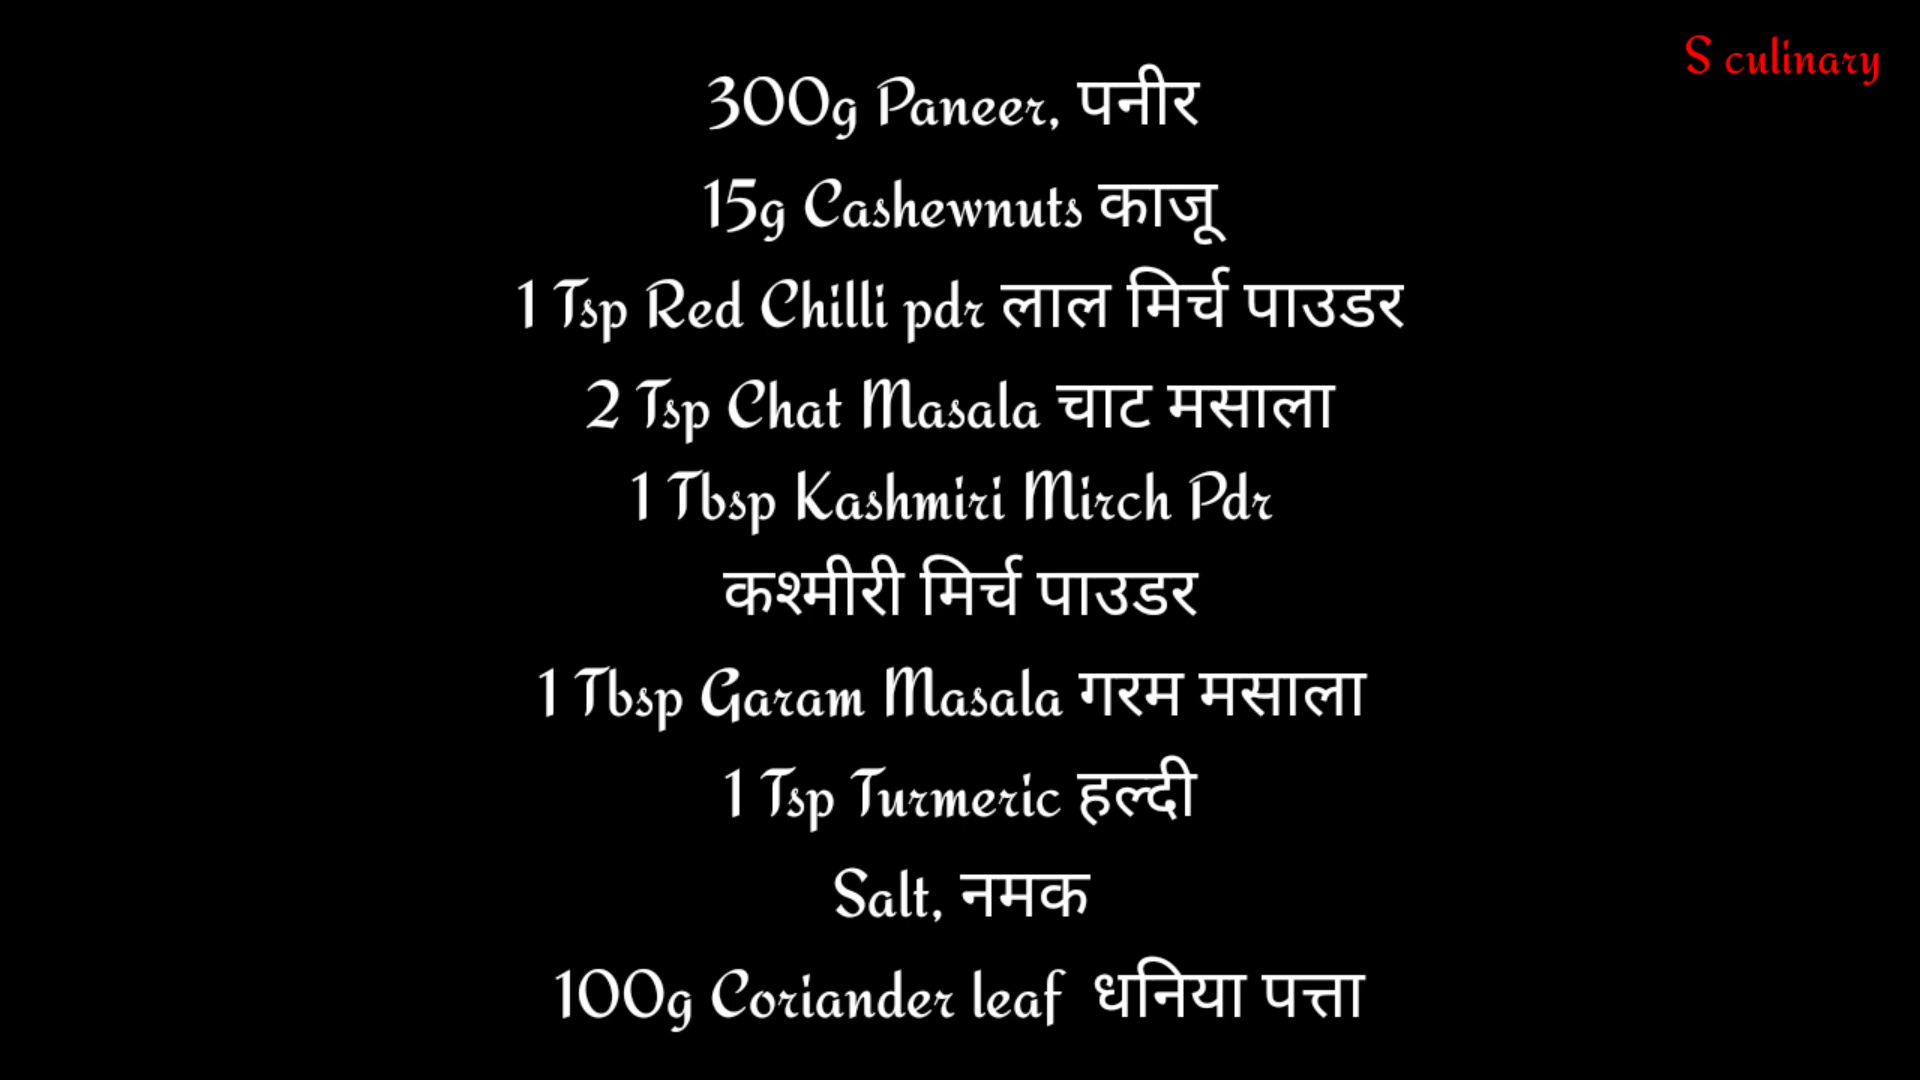 S culinary
300g Paneer, पनीर
15g Cashewnuts काजू
1 Tsp Red Chilli pdr लाल मिर्च पाउडर
2 Tsp Chat Masala चाट मसाला
1 Tbsp Kashmiri Mirch Pdr
कश्मीरी मिर्च पाउडर
1 Tbsp Garam Masala गरम मसाला
1 Tsp Turmeric हल्दी
Salt, नमक
100g Coriander leaf धनिया पत्ता